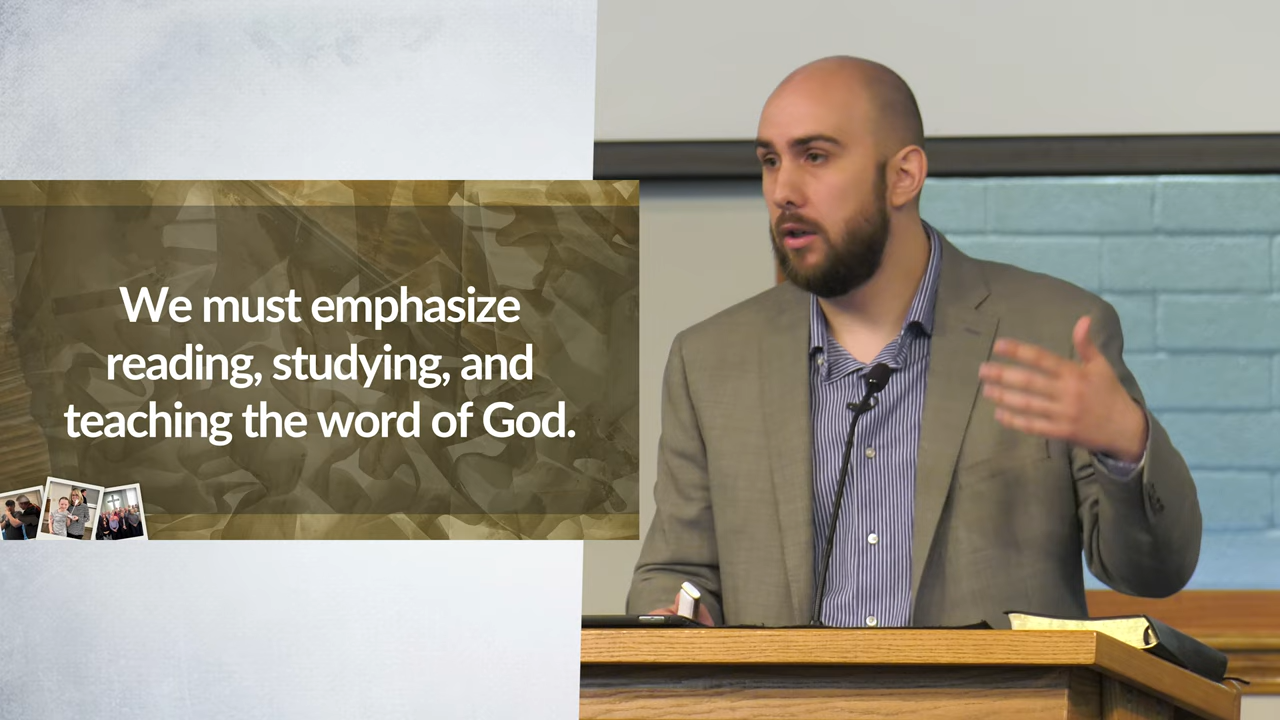 We must emphasize
reading, studying, and
teaching the word of God.